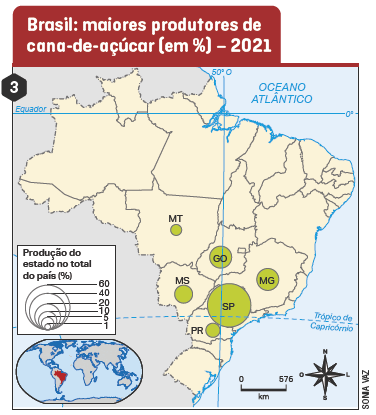 Brasil: maiores produtores de
cana-de-açúcar (em %) – 2021
3
50° O
OCEANO
ATLÂNTICO
Equador
0°
MT
GO
MG
MS
SP
PR
Produção do
estado no total
do país (%)
60
40
20
10
5
1
Trópico de
Capricórnio
N
O
L
S
0 576
km
SONIA VAZ